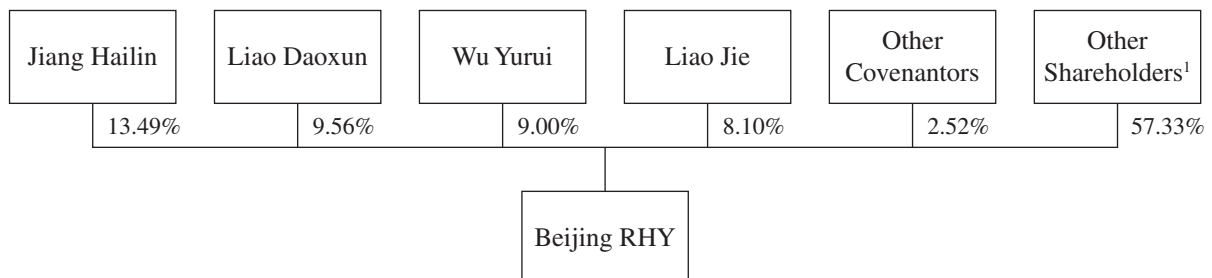 Jiang Hailin
Liao Daoxun
Wu Yurui
Liao Jie
Other
Covenantors
Other
Shareholders¹
13.49%
9.56%
9.00%
8.10%
2.52%
57.33%
Beijing RHY